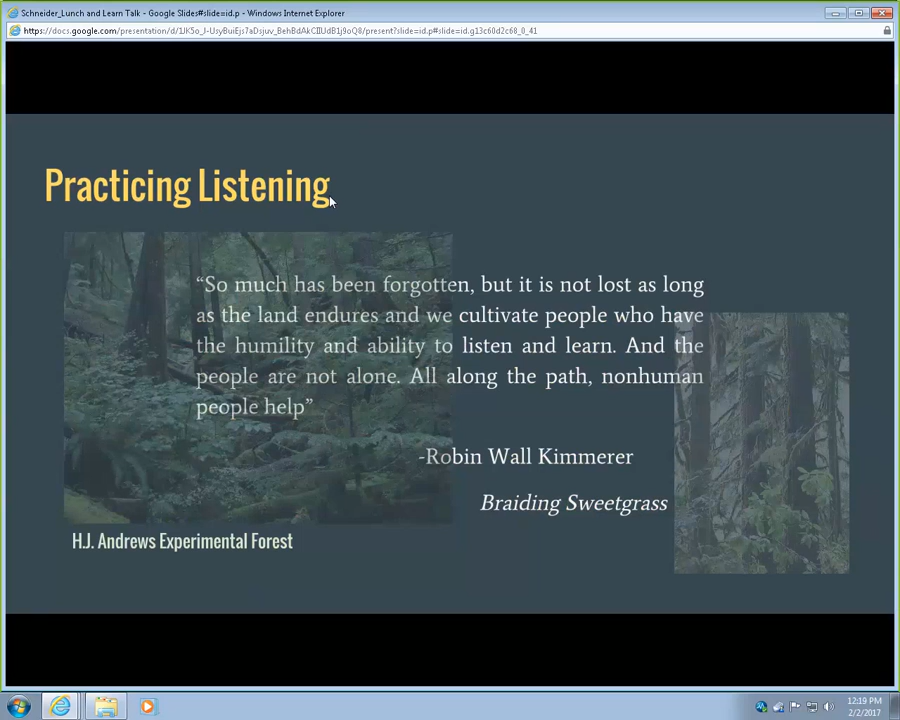 Schneider_Lunch and Learn Talk - Google Slides#slide=id.p - Windows Internet Explorer
Practicing Listening
“So much has been forgotten, but it is not lost as long
as the land endures and we cultivate people who have
the humility and ability to listen and learn. And the
people are not alone. All along the path, nonhuman
people help”
-Robin Wall Kimmerer
Braiding Sweetgrass
H.J. Andrews Experimental Forest
12:19 PM
2/2/2017